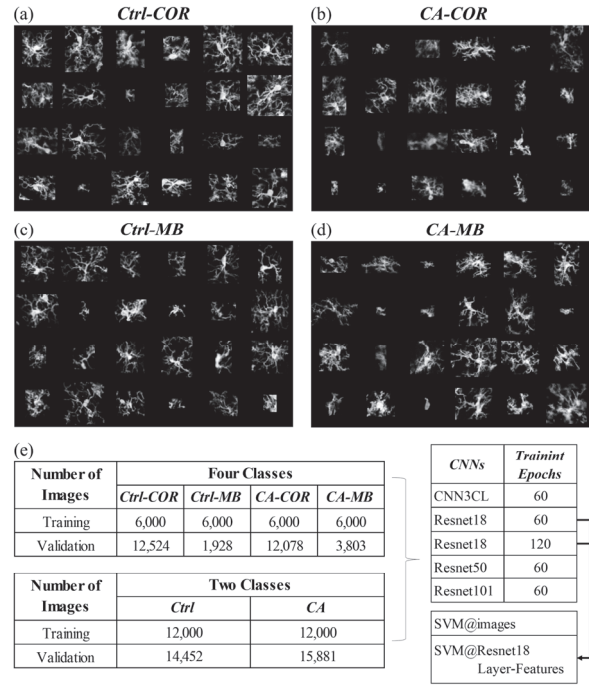 (a) Ctrl-COR
(b) CA-COR
(c) Ctrl-MB
(d) CA-MB
(e)
Number of Images Four Classes
Ctrl-COR Ctrl-MB CA-COR CA-MB
Training 6,000 6,000 6,000 6,000
Validation 12,524 1,928 12,078 3,803
Number of Images Two Classes
Ctrl CA
Training 12,000 12,000
Validation 14,452 15,881
CNNs Trainint Epochs
CNN3CL 60
Resnet18 60
Resnet18 120
Resnet50 60
Resnet101 60
SVM@images
SVM@Resnet18
Layer-Features